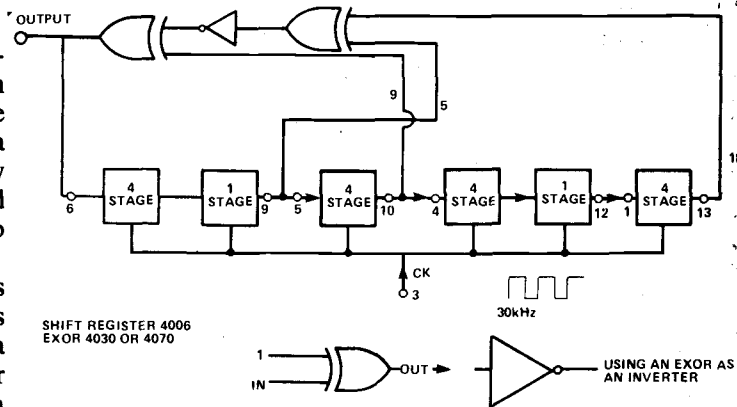 OUTPUT
9
5
18
4
STAGE
1
STAGE
4
STAGE
4
STAGE
1
STAGE
4
STAGE
6
9
5
10
4
12
1
13
CK
3
30kHz
SHIFT REGISTER 4006
EXOR 4030 OR 4070
1
IN
OUT
USING AN EXOR AS
AN INVERTER